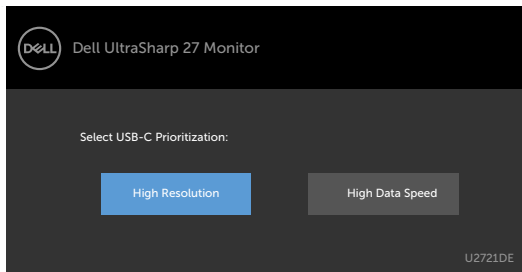 DELL Dell UltraSharp 27 Monitor
Select USB-C Prioritization:
High Resolution High Data Speed
U2721DE